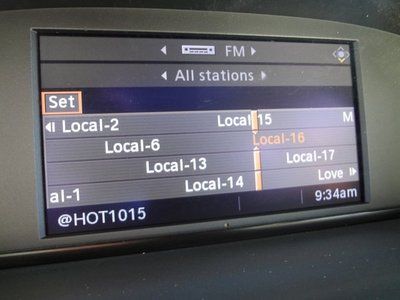 FM
All stations
Set
Local-2 Local 15 M
Local-6 Local-16
Local-13 Local-17
al-1 Local-14 Love
@HOT1015 9:34am